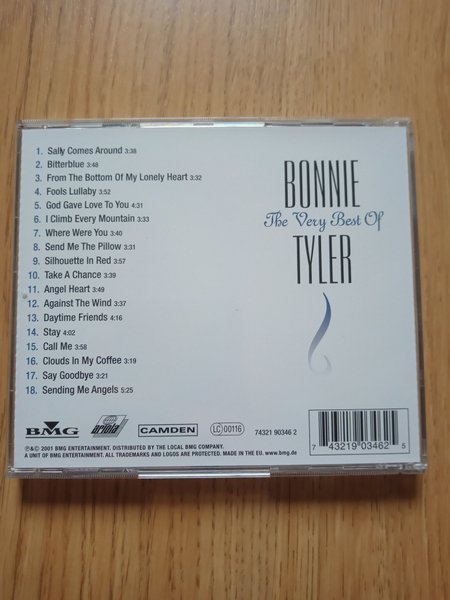 1. Sally Comes Around 3:38
2. Bitterblue 3:48
3. From The Bottom Of My Lonely Heart 3:32
4. Fools Lullaby 3:52
5. God Gave Love To You 4:31
6. I Climb Every Mountain 3:33
7. Where Were You 3:40
8. Send Me The Pillow 3:31
9. Silhouette In Red 3:57
10. Take A Chance 3:39
11. Angel Heart 3:49
12. Against The Wind 3:37
13. Daytime Friends 4:16
14. Stay 4:02
15. Call Me 3:58
16. Clouds In My Coffee 3:19
17. Say Goodbye 3:21
18. Sending Me Angels 5:25
BONNIE
The Very Best Of
TYLER
BMG
ariola
CAMDEN
LC 00116
74321 90346 2
7 43219 03462 5
℗&© 2001 BMG ENTERTAINMENT. DISTRIBUTED BY THE LOCAL BMG COMPANY.
A UNIT OF BMG ENTERTAINMENT. ALL TRADEMARKS AND LOGOS ARE PROTECTED. MADE IN THE EU. www.bmg.de